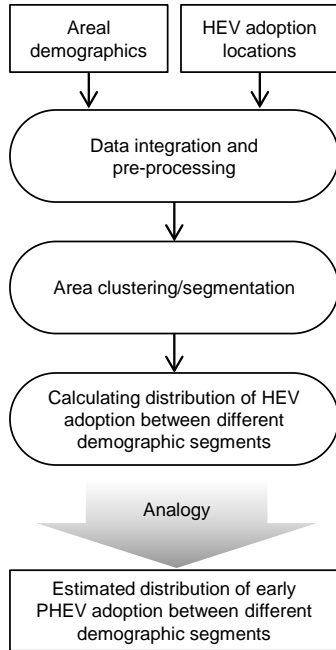 Areal
demographics
HEV adoption
locations
Data integration and
pre-processing
Area clustering/segmentation
Calculating distribution of HEV
adoption between different
demographic segments
Analogy
Estimated distribution of early
PHEV adoption between different
demographic segments